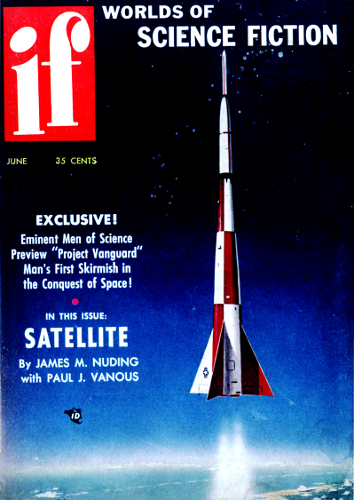 WORLDS OF
SCIENCE FICTION
if
JUNE 35 CENTS
EXCLUSIVE!
Eminent Men of Science
Preview "Project Vanguard"
Man's First Skirmish in
the Conquest of Space!
IN THIS ISSUE:
SATELLITE
By JAMES M. NUDING
with PAUL J. VANOUS
ID